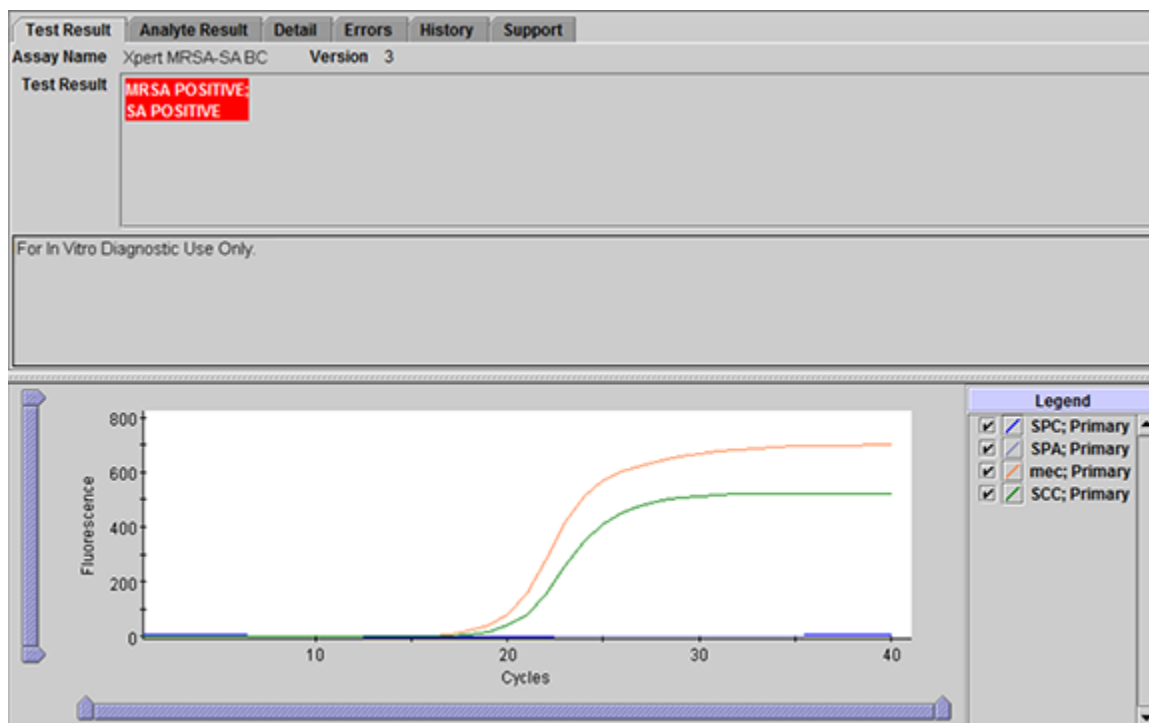 Test Result Analyte Result Detail Errors History Support
Assay Name Xpert MRSA-SA BC Version 3
Test Result MRSA POSITIVE;
SA POSITIVE
For In Vitro Diagnostic Use Only.
Legend
SPC; Primary
SPA; Primary
mec; Primary
SCC; Primary
800
600
400
200
0
Fluorescence
10 20 30 40
Cycles